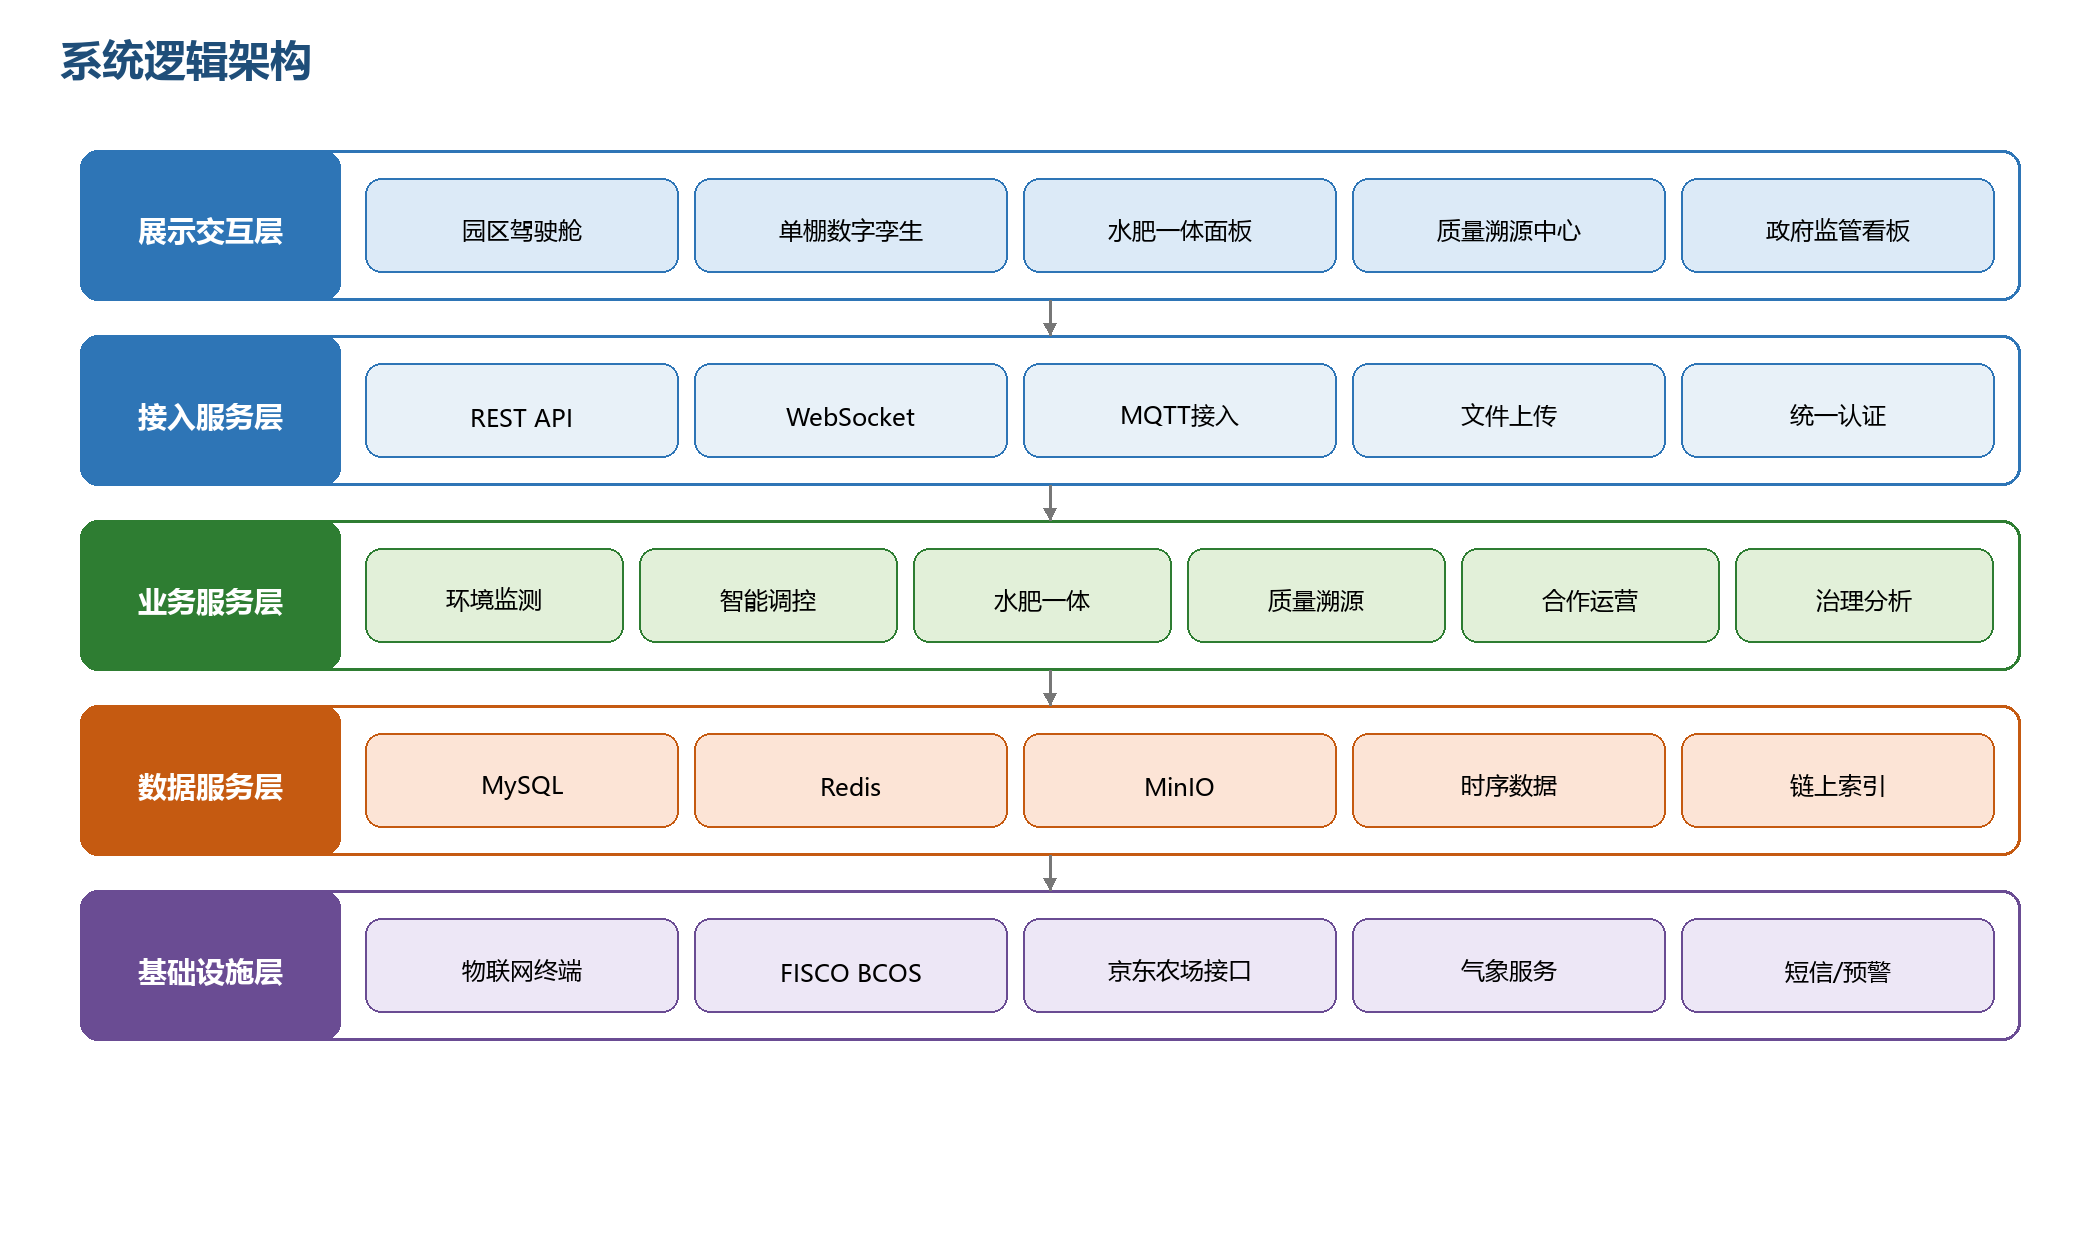 系统逻辑架构
展示交互层
园区驾驶舱
单棚数字孪生
水肥一体面板
质量溯源中心
政府监管看板
接入服务层
REST API
WebSocket
MQTT接入
文件上传
统一认证
业务服务层
环境监测
智能调控
水肥一体
质量溯源
合作运营
治理分析
数据服务层
MySQL
Redis
MinIO
时序数据
链上索引
基础设施层
物联网终端
FISCO BCOS
京东农场接口
气象服务
短信/预警